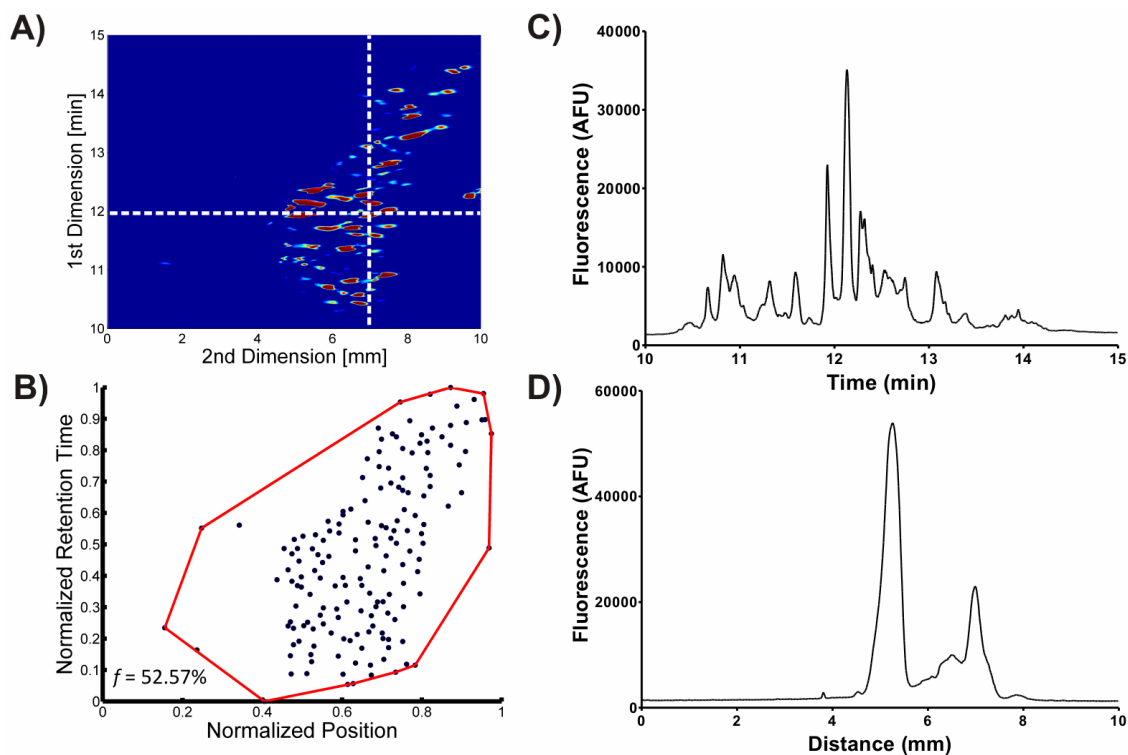 A)
15
14
13
12
11
10
1st Dimension [min]
0 2 4 6 8 10
2nd Dimension [mm]
B)
1
0.9
0.8
0.7
0.6
0.5
0.4
0.3
0.2
0.1
0
Normalized Retention Time
f = 52.57%
0 0.2 0.4 0.6 0.8 1
Normalized Position
C)
40000
30000
20000
10000
0
Fluorescence (AFU)
10 11 12 13 14 15
Time (min)
D)
60000
40000
20000
0
Fluorescence (AFU)
0 2 4 6 8 10
Distance (mm)